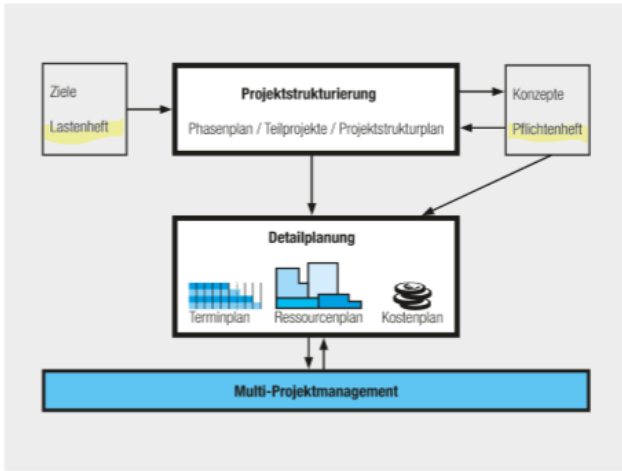 Ziele
Lastenheft
Projektstrukturierung
Phasenplan / Teilprojekte / Projektstrukturplan
Konzepte
Pflichtenheft
Detailplanung
Terminplan Ressourcenplan Kostenplan
Multi-Projektmanagement